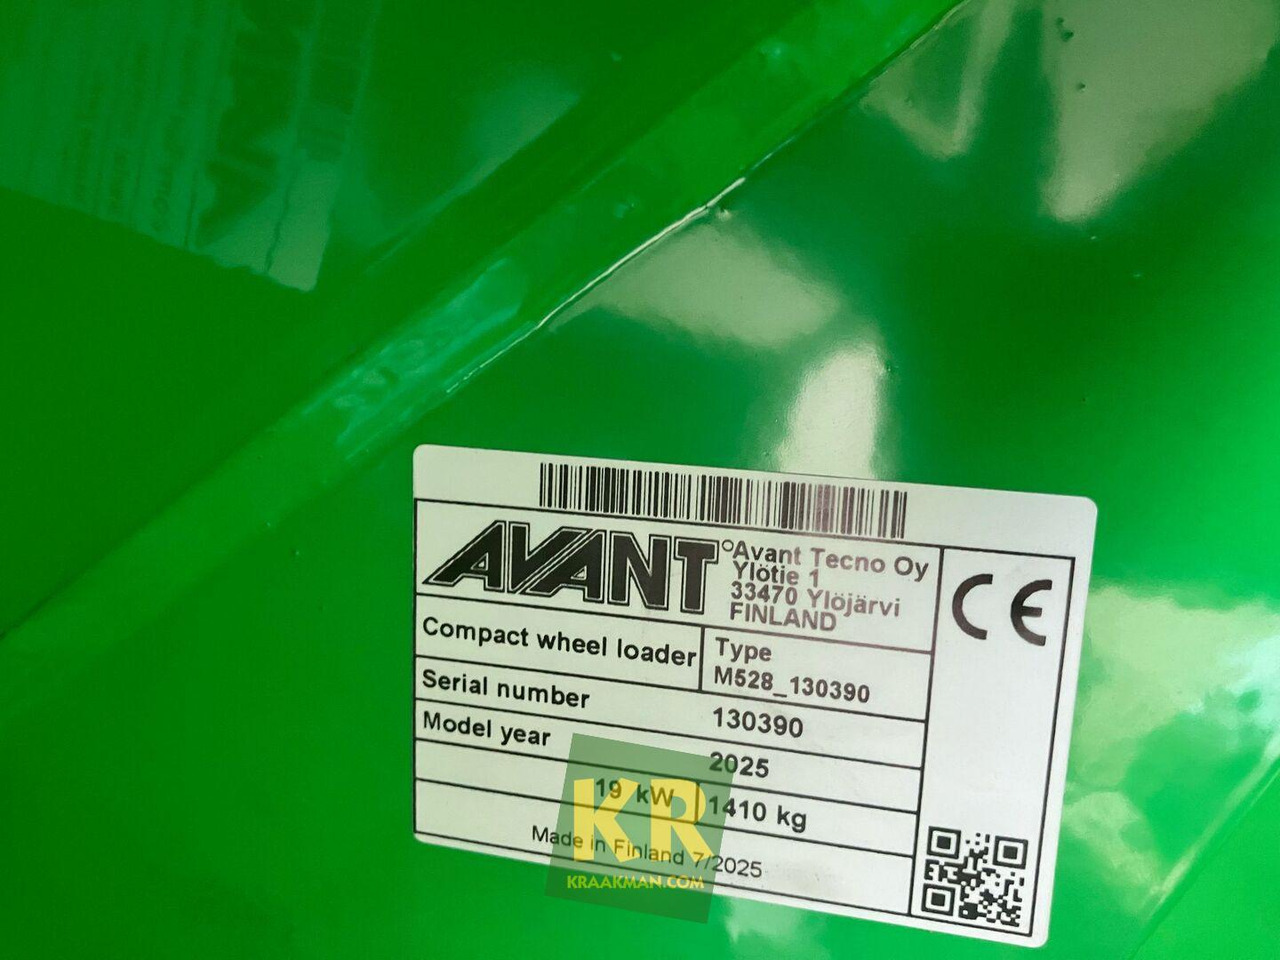 AVANT
Avant Tecno Oy
Ylötie 1
33470 Ylöjärvi
FINLAND
CE
Compact wheel loader
Type
M528_130390
Serial number 130390
Model year 2025
19 kW 1410 kg
Made in Finland 7/2025
KR
KRAAKMAN.COM